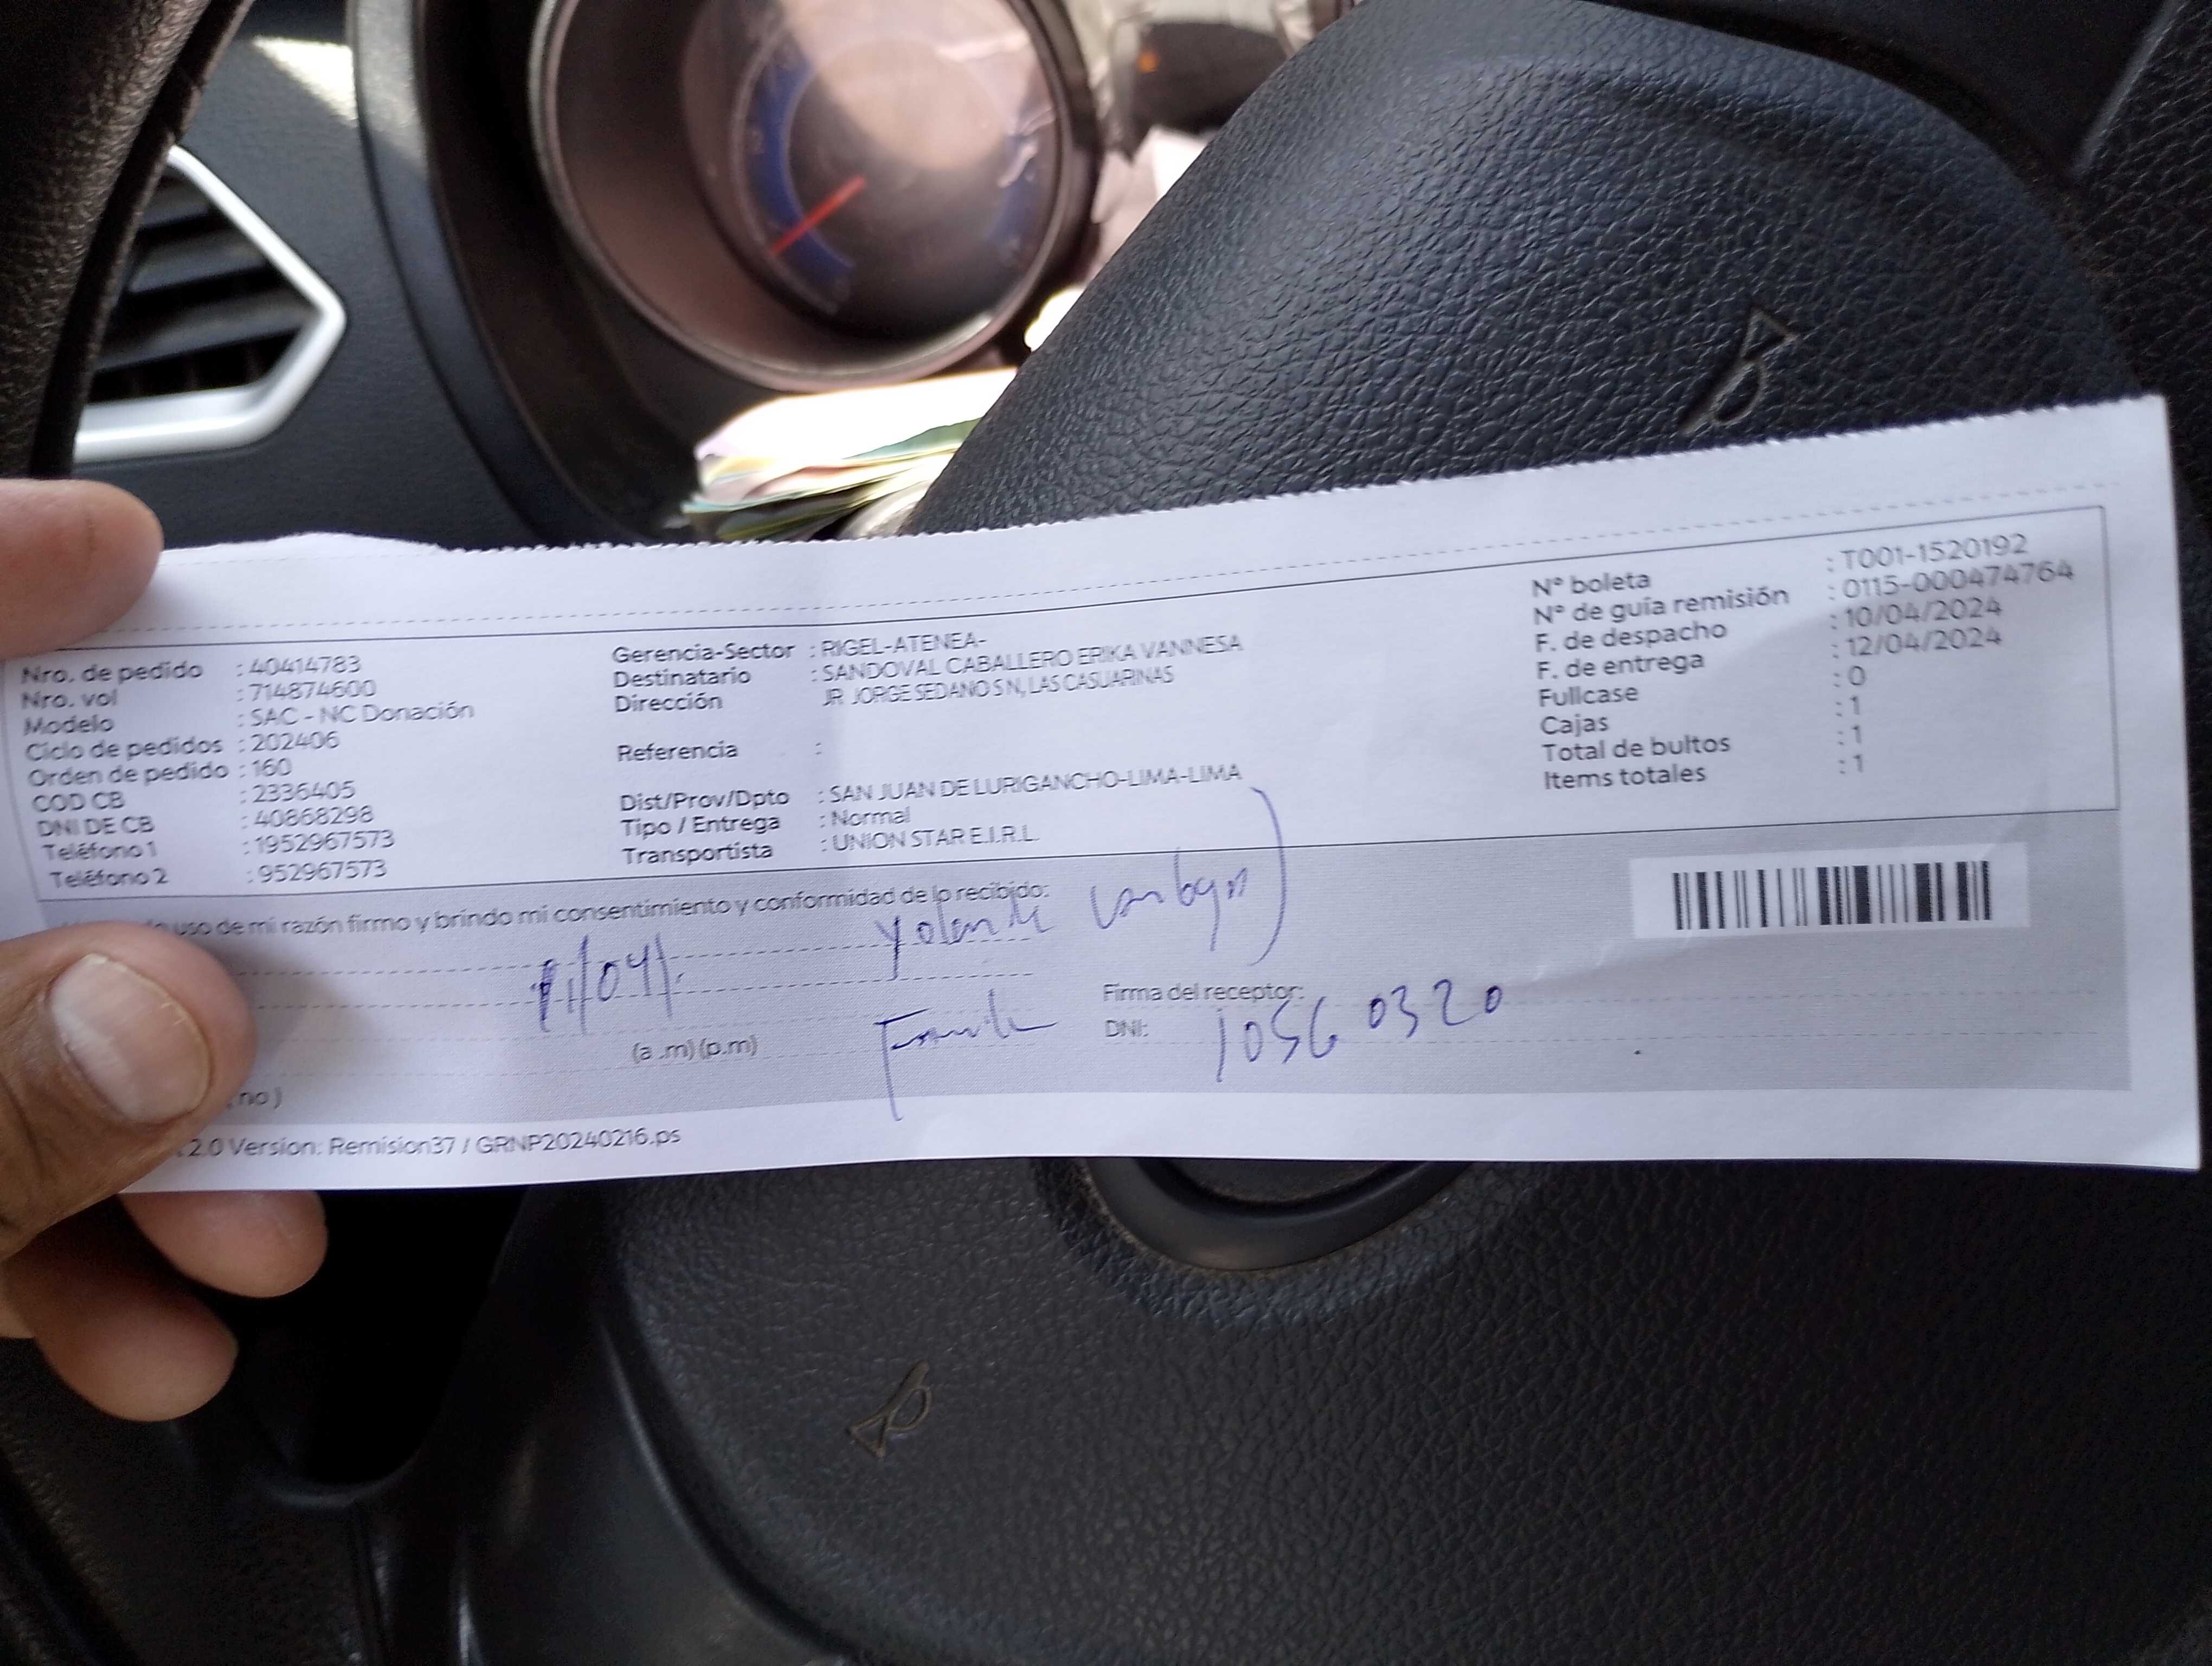 Nro. de pedido : 40414783
Nro. vol : 714874600
Modelo : SAC - NC Donación
Ciclo de pedidos : 202406
Orden de pedido : 160
COD CB : 2336405
DNI DE CB : 40868298
Teléfono 1 : 1952967573
Teléfono 2 : 952967573
Gerencia-Sector : RIGEL-ATENEA-
Destinatario : SANDOVAL CABALLERO ERIKA VANNESA
Dirección JR JORGE SEDANO SN, LAS CASUARINAS
Referencia :
Dist/Prov/Dpto : SAN JUAN DE LURIGANCHO-LIMA-LIMA
Tipo / Entrega : Normal
Transportista : UNION STAR E.I.R.L.
Nº boleta : T001-1520192
Nº de guía remisión : 0115-000474764
F. de despacho : 10/04/2024
F. de entrega : 12/04/2024
Fullcase : 0
Cajas : 1
Total de bultos : 1
Items totales : 1
uso de mi razón firmo y brindo mi consentimiento y conformidad de lo recibido:
11/04/.
Firma del receptor:
(a .m) (p.m)
DNI: 10560320
no )
2.0 Version: Remision37 / GRNP20240216.ps